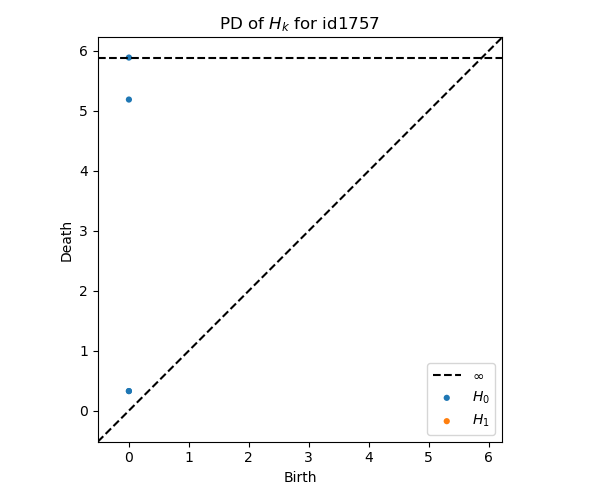 PD of $H_k$ for id1757
Death
6
5
4
3
2
1
0
0 1 2 3 4 5 6
Birth
∞
$H_0$
$H_1$